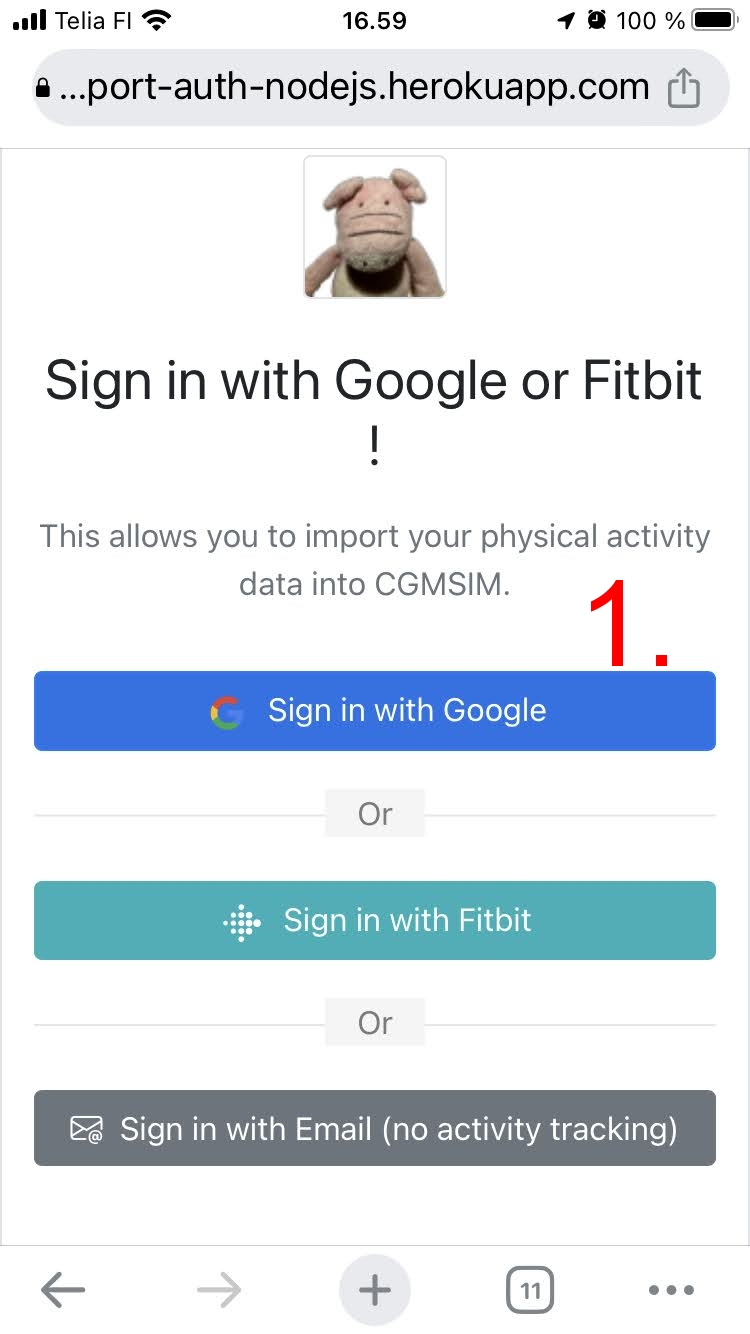 Telia FI 16.59 100 %
...port-auth-nodejs.herokuapp.com
Sign in with Google or Fitbit
!
This allows you to import your physical activity
data into CGMSIM.
1.
Sign in with Google
Or
Sign in with Fitbit
Or
Sign in with Email (no activity tracking)
11